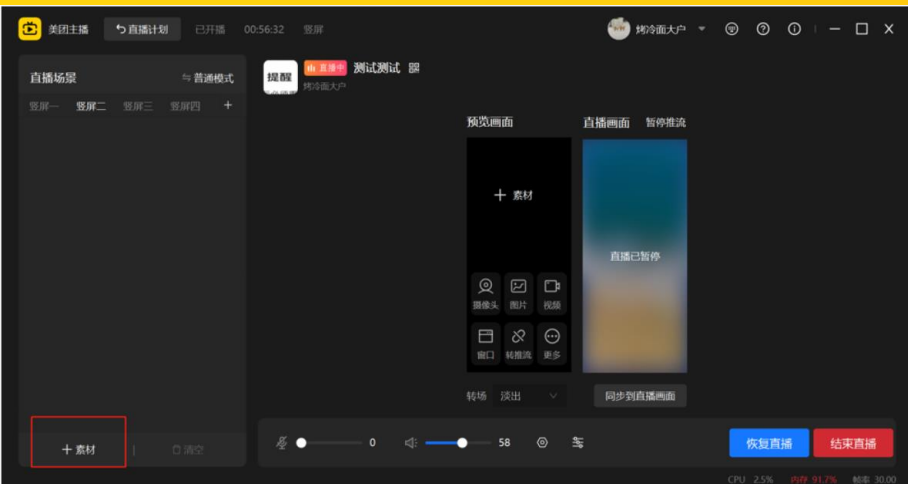 美团主播 直播计划 已开播 00:56:32 竖屏 烤冷面大户
直播场景 普通模式
竖屏一 竖屏二 竖屏三 竖屏四 +
提醒 直播中 测试测试
烤冷面大户
预览画面 直播画面 暂停推流
+ 素材
直播已暂停
摄像头 图片 视频
窗口 转推流 更多
转场 淡出 同步到直播画面
+ 素材 清空 0 58 恢复直播 结束直播
CPU 2.5% 内存 91.7% 帧率 30.00